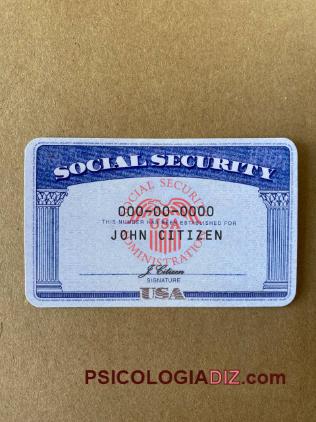 SOCIAL SECURITY
SOCIAL SECURITY
ADMINISTRATION
USA
000-00-0000
THIS NUMBER HAS BEEN ESTABLISHED FOR
JOHN CITIZEN
J. Citizen
SIGNATURE
USA
PSICOLOGIADIZ.com